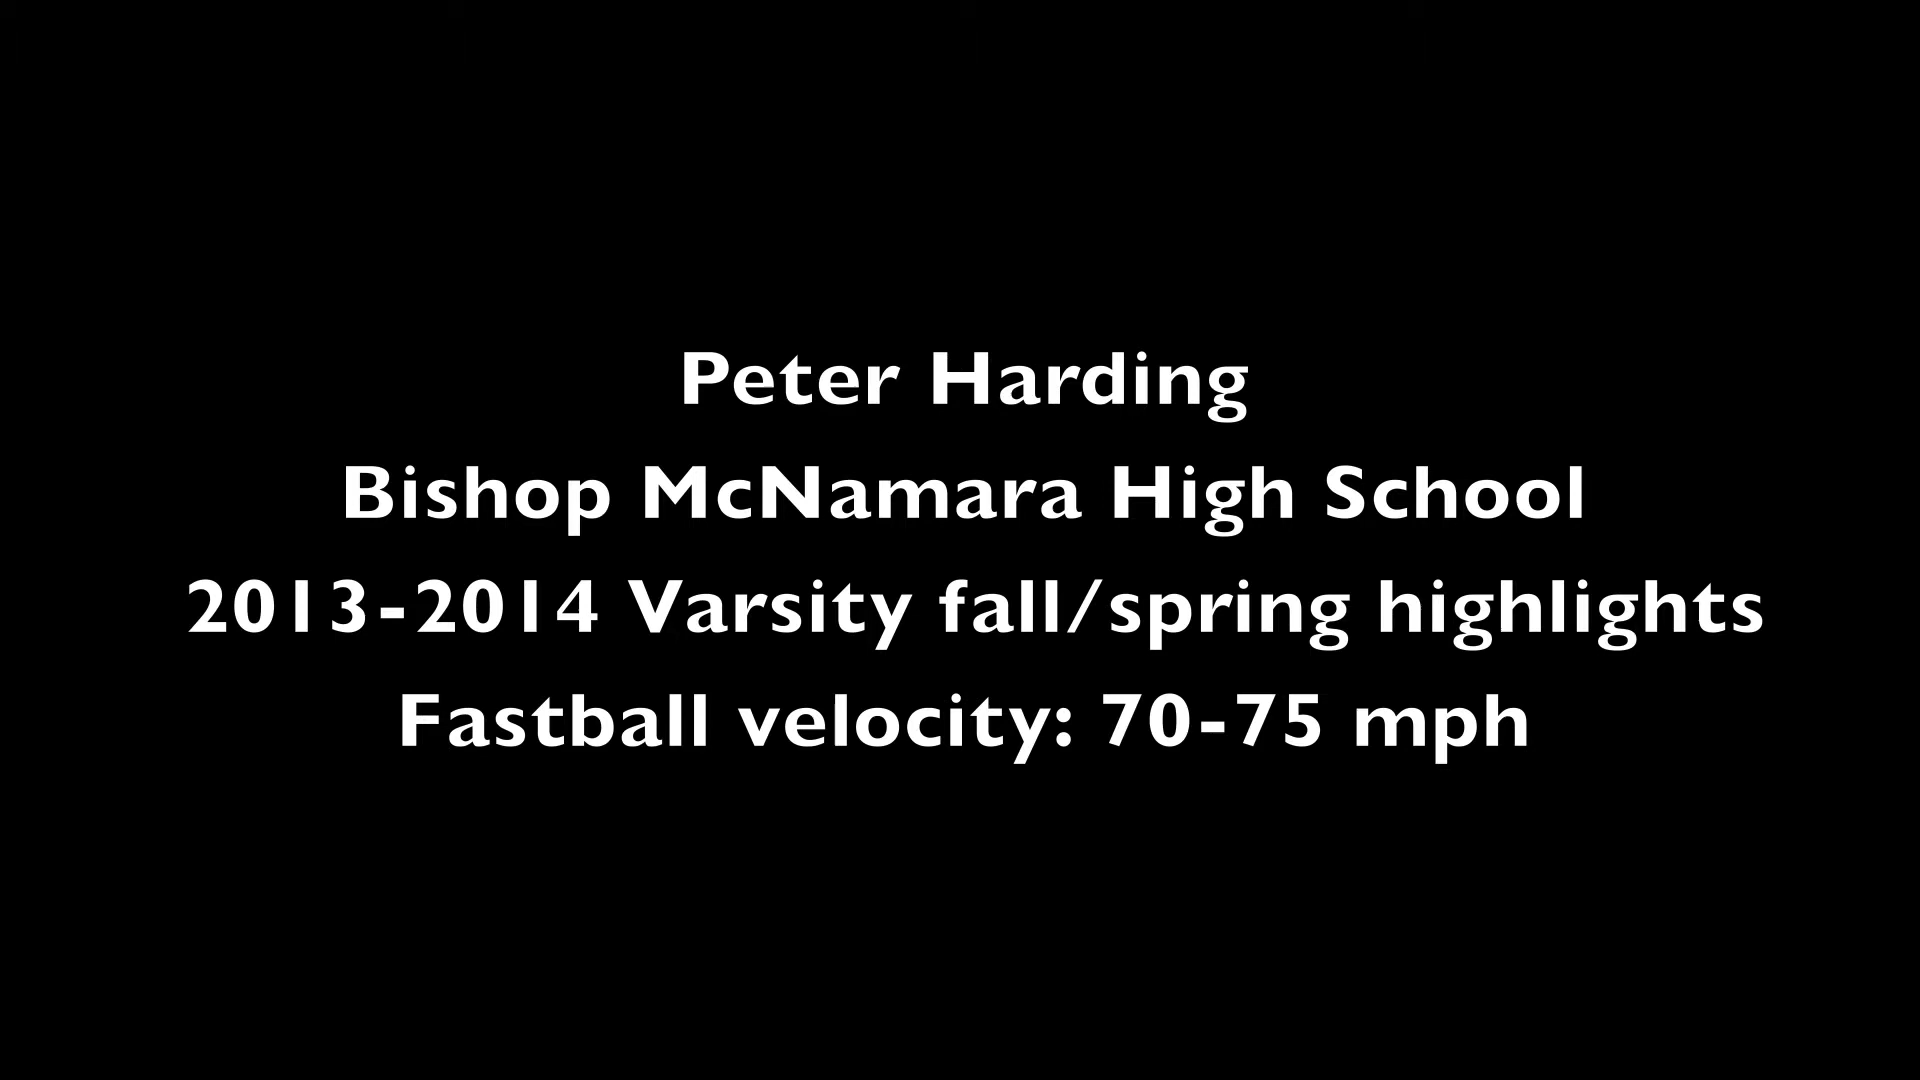 Peter Harding
Bishop McNamara High School
2013-2014 Varsity fall/spring highlights
Fastball velocity: 70-75 mph